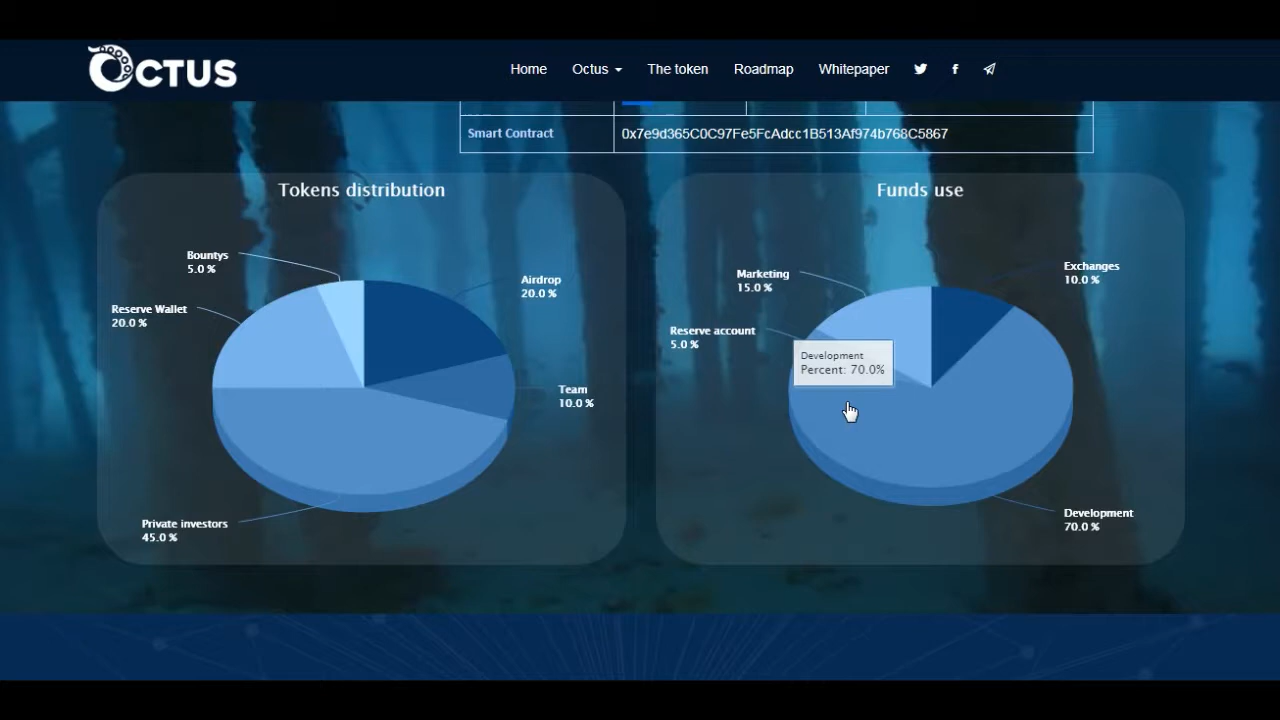 OCTUS
Home
Octus
The token
Roadmap
Whitepaper
Smart Contract
0x7e9d365C0C97Fe5FcAdcc1B513Af974b768C5867
Tokens distribution
Bountys
5.0 %
Airdrop
20.0 %
Reserve Wallet
20.0 %
Team
10.0 %
Private investors
45.0 %
Funds use
Marketing
15.0 %
Exchanges
10.0 %
Reserve account
5.0 %
Development
Percent: 70.0%
Development
70.0 %